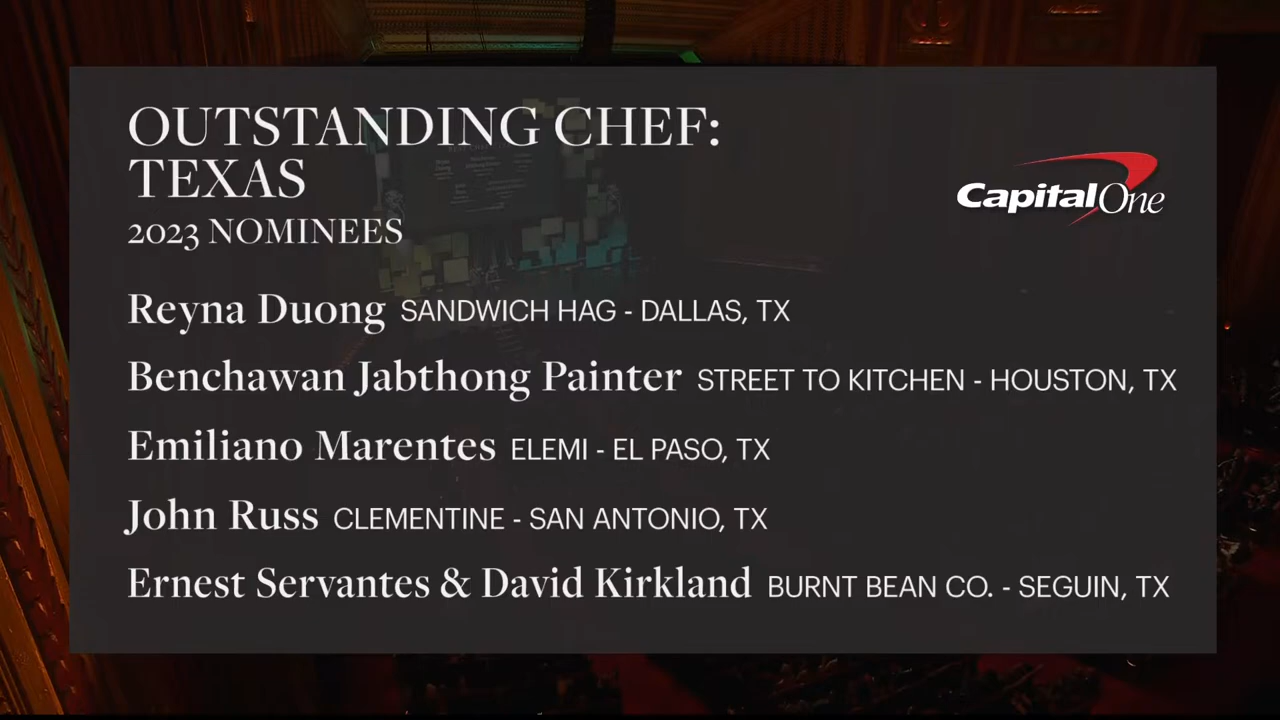 OUTSTANDING CHEF:
TEXAS
2023 NOMINEES
CapitalOne
Reyna Duong SANDWICH HAG - DALLAS, TX
Benchawan Jabthong Painter STREET TO KITCHEN - HOUSTON, TX
Emiliano Marentes ELEMI - EL PASO, TX
John Russ CLEMENTINE - SAN ANTONIO, TX
Ernest Servantes & David Kirkland BURNT BEAN CO. - SEGUIN, TX